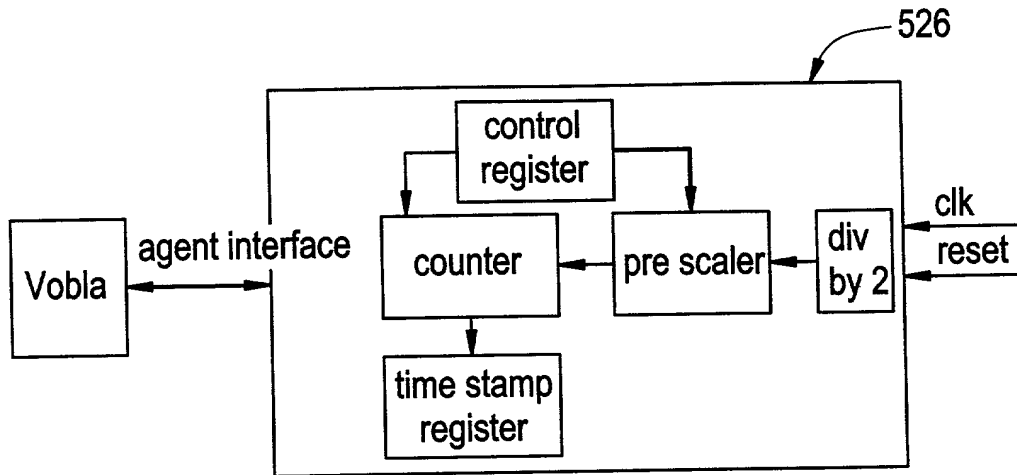 526
control
register
clk
reset
div
by 2
pre scaler
counter
agent interface
Vobla
time stamp
register